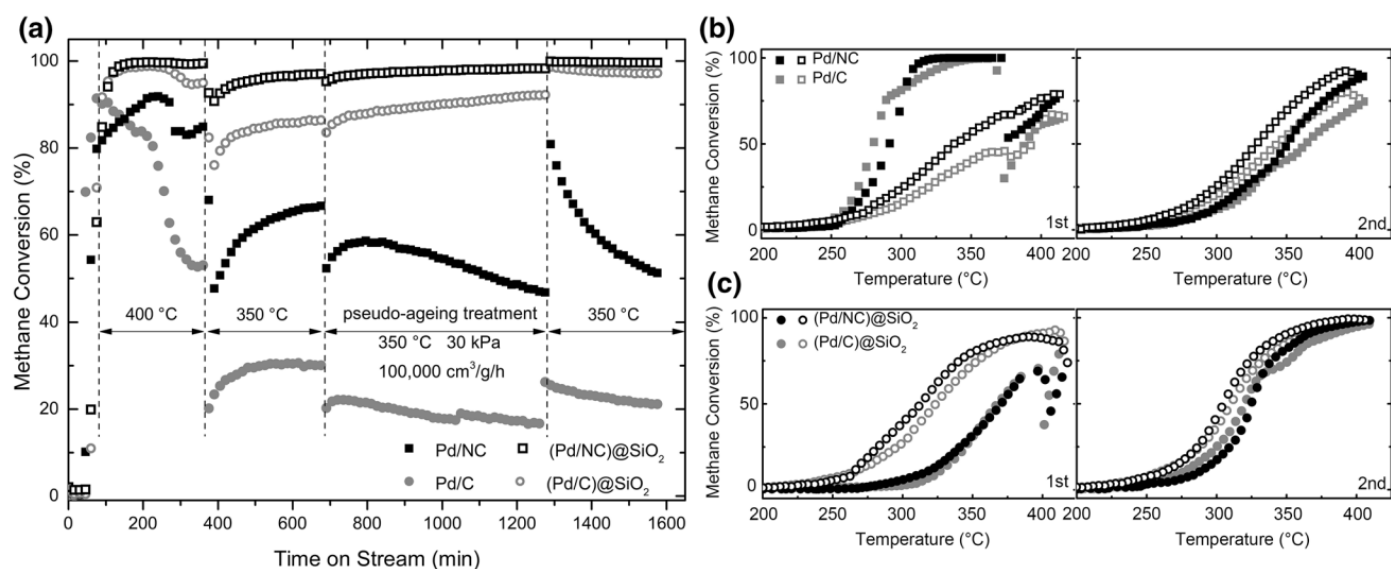 (a)
Methane Conversion (%)
100
80
60
40
20
0
400 °C
350 °C
pseudo-ageing treatment
350 °C 30 kPa
100,000 cm³/g/h
350 °C
Pd/NC
(Pd/NC)@SiO₂
Pd/C
(Pd/C)@SiO₂
0 200 400 600 800 1000 1200 1400 1600
Time on Stream (min)
(b)
Methane Conversion (%)
100
50
0
Pd/NC
Pd/C
1st
2nd
200 250 300 350 400
200 250 300 350 400
Temperature (°C)
Temperature (°C)
(c)
Methane Conversion (%)
100
50
0
(Pd/NC)@SiO₂
(Pd/C)@SiO₂
1st
2nd
200 250 300 350 400
200 250 300 350 400
Temperature (°C)
Temperature (°C)